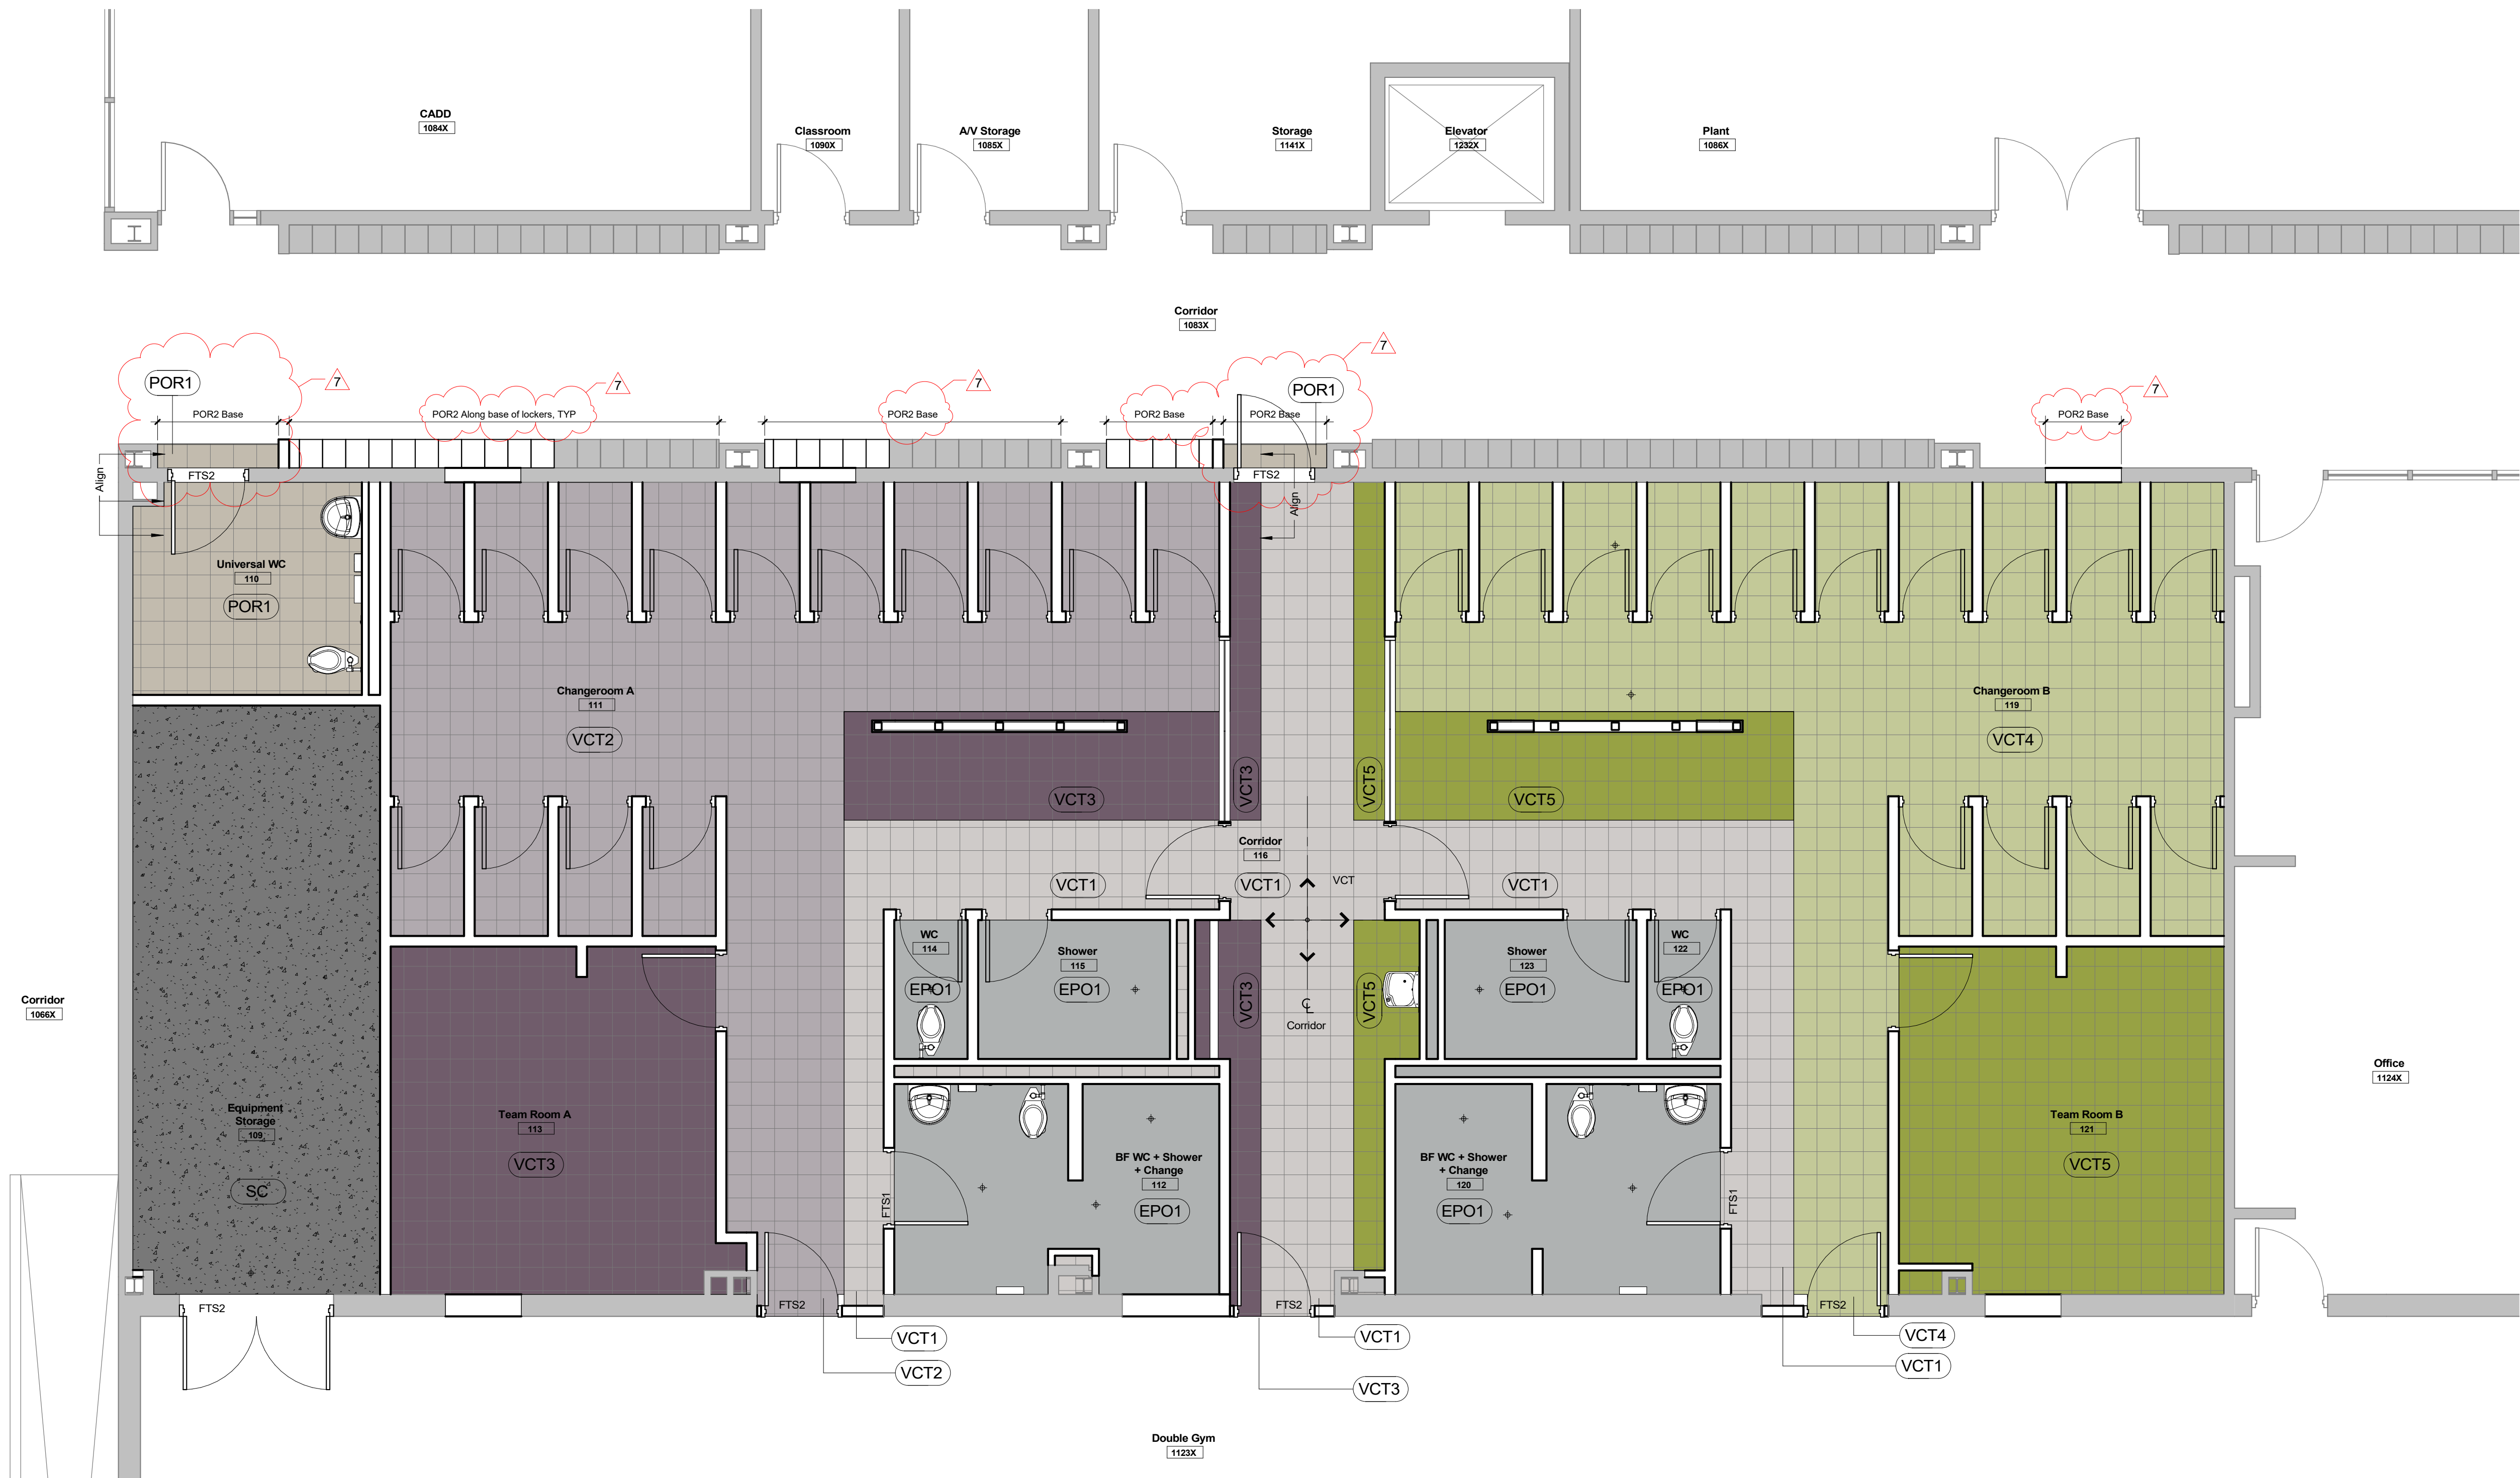 CADD
1084X
Classroom
1090X
A/V Storage
1085X
Storage
1141X
Elevator
1232X
Plant
1086X
Corridor
1083X
7
7
7
7
7
POR1
POR1
POR2 Base
POR2 Along base of lockers, TYP
POR2 Base
POR2 Base
POR2 Base
POR2 Base
Align
FTS2
FTS2
Align
Universal WC
110
POR1
Changeroom A
111
VCT2
VCT3
VCT3
VCT5
VCT5
Changeroom B
119
VCT4
Corridor
116
VCT1
VCT1
VCT
VCT1
WC
114
EPO1
Shower
115
EPO1
VCT3
℄
Corridor
VCT5
Shower
123
EPO1
WC
122
EPO1
Corridor
1066X
Office
1124X
Equipment
Storage
109
SC
Team Room A
113
VCT3
FTS1
BF WC + Shower
+ Change
112
EPO1
BF WC + Shower
+ Change
120
EPO1
FTS1
Team Room B
121
VCT5
FTS2
FTS2
FTS2
FTS2
VCT1
VCT2
VCT1
VCT3
VCT4
VCT1
Double Gym
1123X